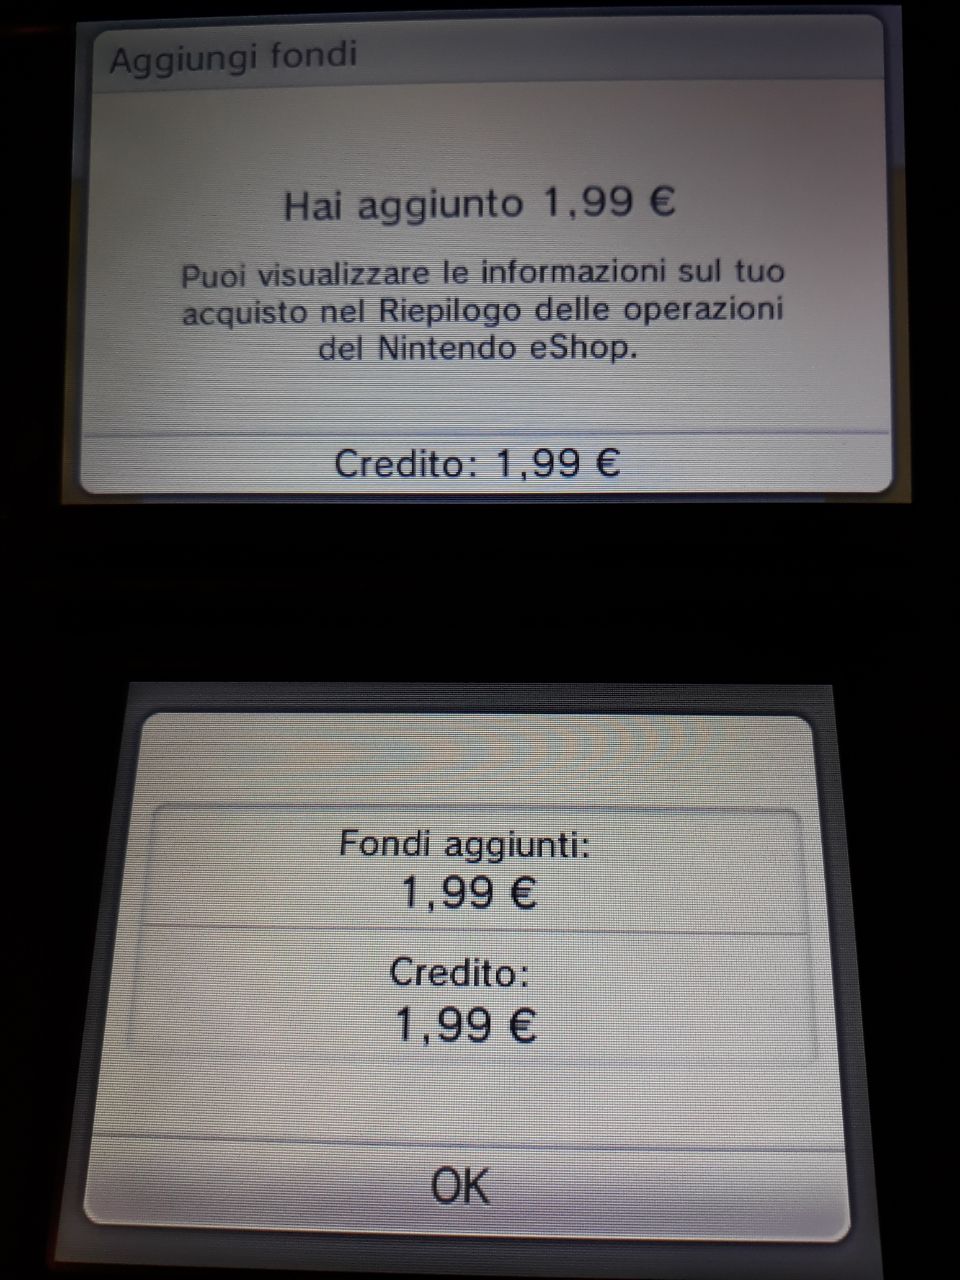 Aggiungi fondi
Hai aggiunto 1,99 €
Puoi visualizzare le informazioni sul tuo
acquisto nel Riepilogo delle operazioni
del Nintendo eShop.
Credito: 1,99 €
Fondi aggiunti:
1,99 €
Credito:
1,99 €
OK